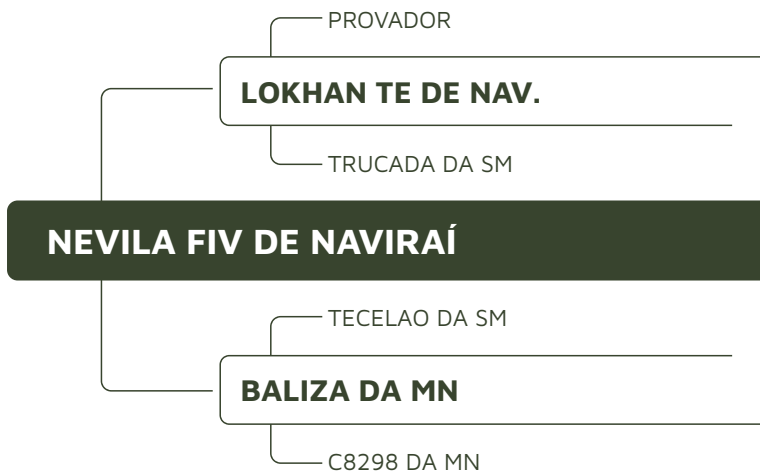 PROVADOR
LOKHAN TE DE NAV.
TRUCADA DA SM
NEVILA FIV DE NAVIRAÍ
TECELAO DA SM
BALIZA DA MN
C8298 DA MN